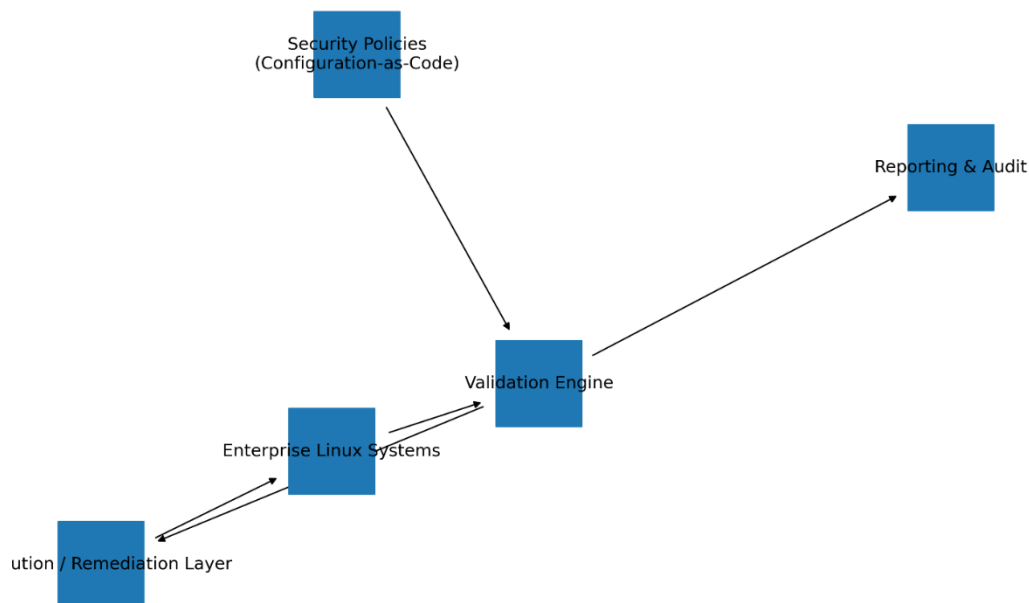 Security Policies
(Configuration-as-Code)
Reporting & Audit
Validation Engine
Enterprise Linux Systems
ution / Remediation Layer